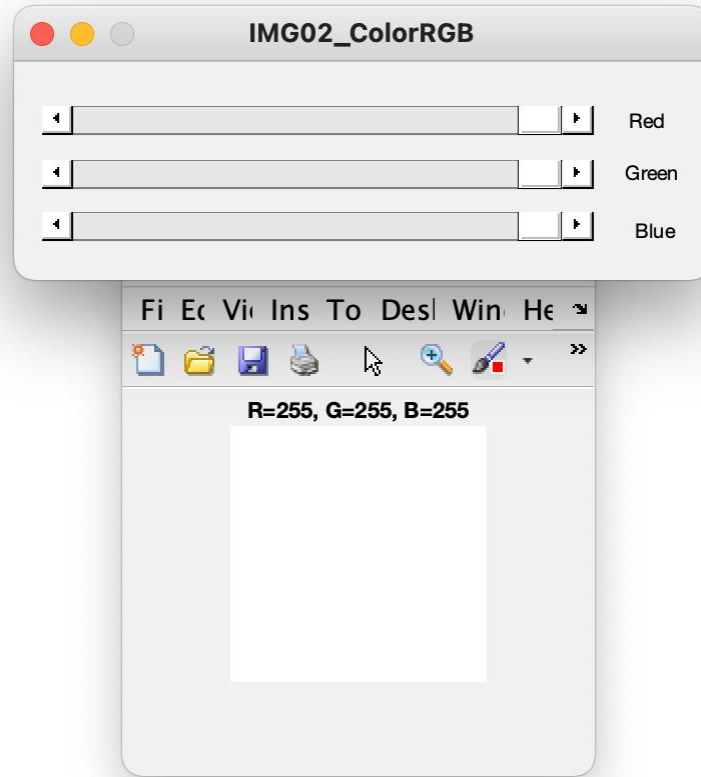 IMG02_ColorRGB
Red
Green
Blue
Fi Ec Vi Ins To Desl Win He
R=255, G=255, B=255